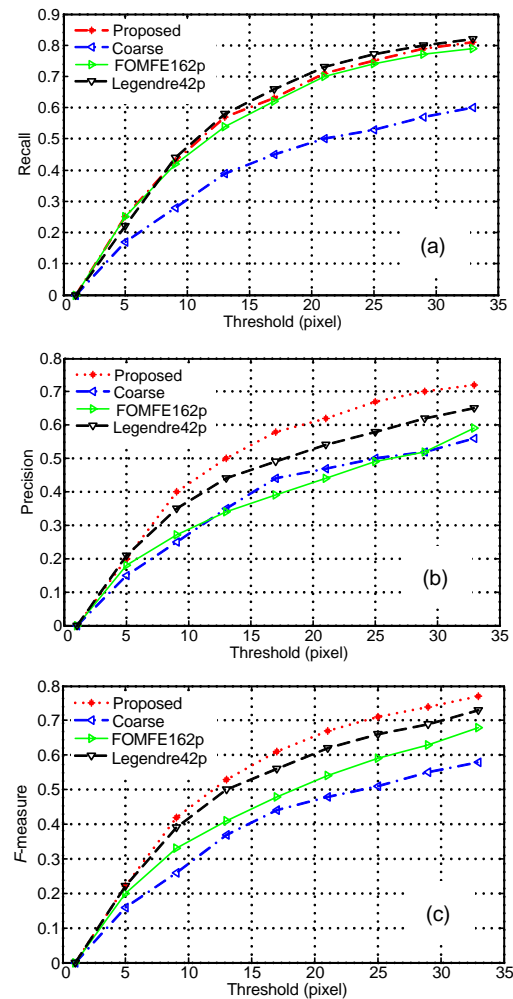 0.9
0.8
0.7
0.6
0.5
0.4
0.3
0.2
0.1
0
Recall
Proposed
Coarse
FOMFE162p
Legendre42p
(a)
0 5 10 15 20 25 30 35
Threshold (pixel)
0.8
0.7
0.6
0.5
0.4
0.3
0.2
0.1
0
Precision
Proposed
Coarse
FOMFE162p
Legendre42p
(b)
0 5 10 15 20 25 30 35
Threshold (pixel)
0.8
0.7
0.6
0.5
0.4
0.3
0.2
0.1
0
F-measure
Proposed
Coarse
FOMFE162p
Legendre42p
(c)
0 5 10 15 20 25 30 35
Threshold (pixel)